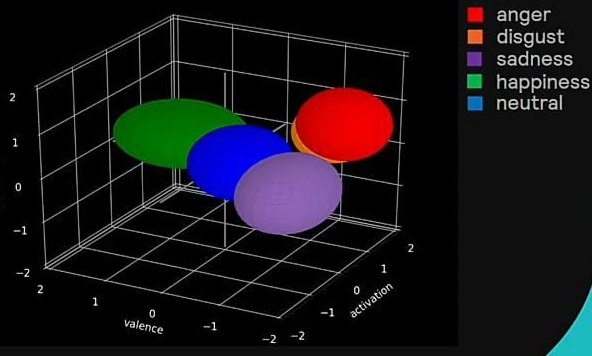 anger
disgust
sadness
happiness
neutral
2
1
0
−1
−2
2
1
0
−1
−2
valence
−2
−1
0
1
2
activation